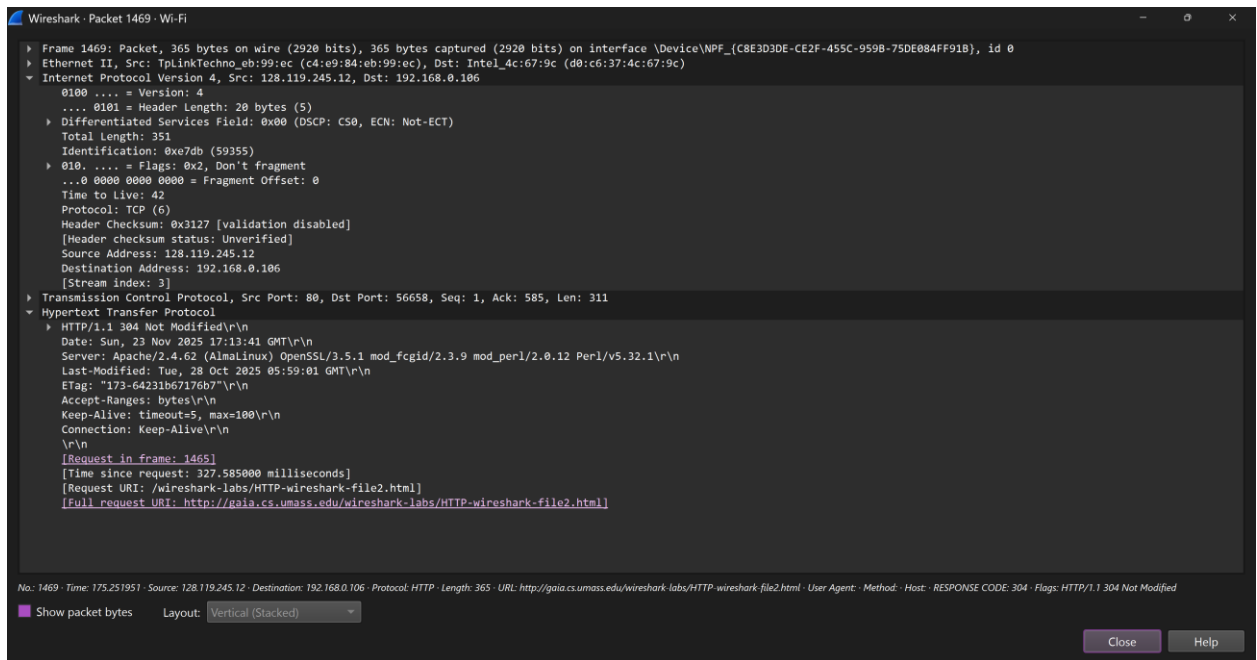 Wireshark · Packet 1469 · Wi-Fi
Frame 1469: Packet, 365 bytes on wire (2920 bits), 365 bytes captured (2920 bits) on interface \Device\NPF_{C8E3D3DE-CE2F-455C-959B-75DE084FF91B}, id 0
Ethernet II, Src: TpLinkTechno_eb:99:ec (c4:e9:84:eb:99:ec), Dst: Intel_4c:67:9c (d0:c6:37:4c:67:9c)
Internet Protocol Version 4, Src: 128.119.245.12, Dst: 192.168.0.106
0100 .... = Version: 4
.... 0101 = Header Length: 20 bytes (5)
Differentiated Services Field: 0x00 (DSCP: CS0, ECN: Not-ECT)
Total Length: 351
Identification: 0xe7db (59355)
010. .... = Flags: 0x2, Don't fragment
...0 0000 0000 0000 = Fragment Offset: 0
Time to Live: 42
Protocol: TCP (6)
Header Checksum: 0x3127 [validation disabled]
[Header checksum status: Unverified]
Source Address: 128.119.245.12
Destination Address: 192.168.0.106
[Stream index: 3]
Transmission Control Protocol, Src Port: 80, Dst Port: 56658, Seq: 1, Ack: 585, Len: 311
Hypertext Transfer Protocol
HTTP/1.1 304 Not Modified\r\n
Date: Sun, 23 Nov 2025 17:13:41 GMT\r\n
Server: Apache/2.4.62 (AlmaLinux) OpenSSL/3.5.1 mod_fcgid/2.3.9 mod_perl/2.0.12 Perl/v5.32.1\r\n
Last-Modified: Tue, 28 Oct 2025 05:59:01 GMT\r\n
ETag: "173-64231b67176b7"\r\n
Accept-Ranges: bytes\r\n
Keep-Alive: timeout=5, max=100\r\n
Connection: Keep-Alive\r\n
\r\n
[Request in frame: 1465]
[Time since request: 327.585000 milliseconds]
[Request URI: /wireshark-labs/HTTP-wireshark-file2.html]
[Full request URI: http://gaia.cs.umass.edu/wireshark-labs/HTTP-wireshark-file2.html]
No.: 1469 · Time: 175.251951 · Source: 128.119.245.12 · Destination: 192.168.0.106 · Protocol: HTTP · Length: 365 · URL: http://gaia.cs.umass.edu/wireshark-labs/HTTP-wireshark-file2.html · User Agent: · Method: · Host: · RESPONSE CODE: 304 · Flags: HTTP/1.1 304 Not Modified
Show packet bytes Layout: Vertical (Stacked)
Close Help